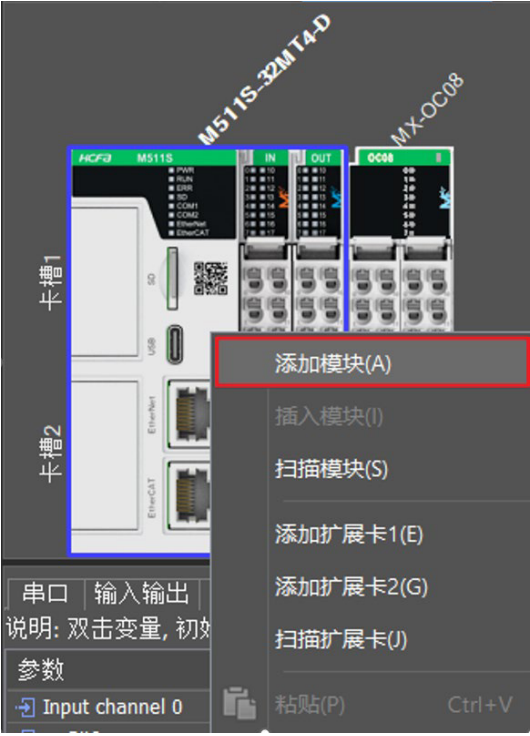 M511S-32MT4-D
MX-OC08
HCFA M511S IN OUT OC08
PWR
RUN
ERR
SD
COM1
COM2
EtherNet
EtherCAT
卡槽1
SD
USB
卡槽2
EtherNet
EtherCAT
添加模块(A)
插入模块(I)
扫描模块(S)
添加扩展卡1(E)
添加扩展卡2(G)
扫描扩展卡(J)
粘贴(P) Ctrl+V
串口 输入输出
说明: 双击变量, 初
参数
Input channel 0